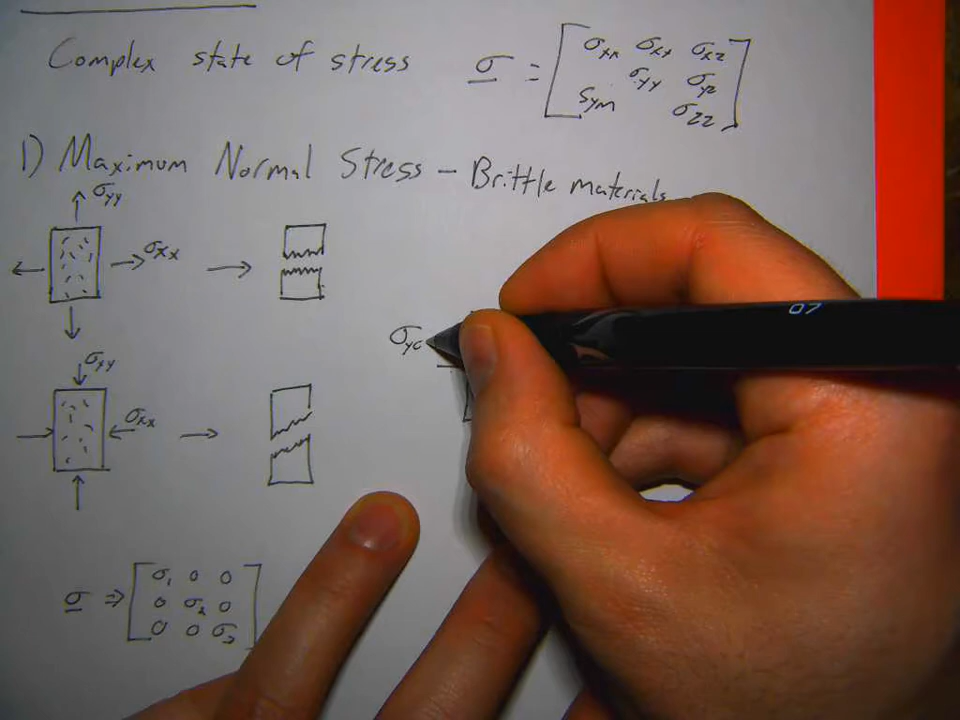 Complex state of stress σ = [σxx σxy σxz
σyy σyz
Sym σzz]
1) Maximum Normal Stress - Brittle materials
σyy
σxx
σyc
σyy
σxx
σ ⇒ [σ1 0 0
0 σ2 0
0 0 σ3]
07